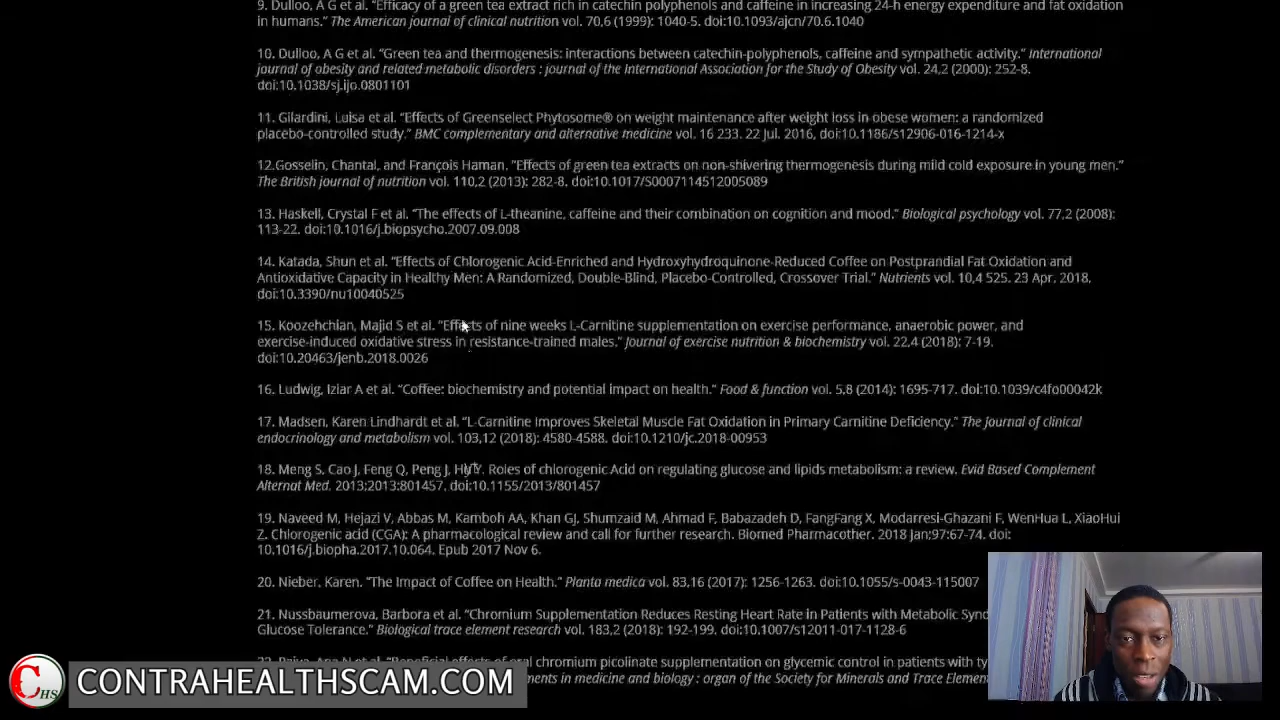 9. Dulloo, A G et al. “Efficacy of a green tea extract rich in catechin polyphenols and caffeine in increasing 24-h energy expenditure and fat oxidation
in humans.” The American journal of clinical nutrition vol. 70,6 (1999): 1040-5. doi:10.1093/ajcn/70.6.1040
10. Dulloo, A G et al. “Green tea and thermogenesis: interactions between catechin-polyphenols, caffeine and sympathetic activity.” International
journal of obesity and related metabolic disorders : journal of the International Association for the Study of Obesity vol. 24,2 (2000): 252-8.
doi:10.1038/sj.ijo.0801101
11. Gilardini, Luisa et al. “Effects of Greenselect Phytosome® on weight maintenance after weight loss in obese women: a randomized
placebo-controlled study.” BMC complementary and alternative medicine vol. 16 233. 22 Jul. 2016, doi:10.1186/s12906-016-1214-x
12.Gosselin, Chantal, and François Haman. “Effects of green tea extracts on non-shivering thermogenesis during mild cold exposure in young men.”
The British journal of nutrition vol. 110,2 (2013): 282-8. doi:10.1017/S0007114512005089
13. Haskell, Crystal F et al. “The effects of L-theanine, caffeine and their combination on cognition and mood.” Biological psychology vol. 77,2 (2008):
113-22. doi:10.1016/j.biopsycho.2007.09.008
14. Katada, Shun et al. “Effects of Chlorogenic Acid-Enriched and Hydroxyhydroquinone-Reduced Coffee on Postprandial Fat Oxidation and
Antioxidative Capacity in Healthy Men: A Randomized, Double-Blind, Placebo-Controlled, Crossover Trial.” Nutrients vol. 10,4 525. 23 Apr. 2018,
doi:10.3390/nu10040525
15. Koozehchian, Majid S et al. “Effects of nine weeks L-Carnitine supplementation on exercise performance, anaerobic power, and
exercise-induced oxidative stress in resistance-trained males.” Journal of exercise nutrition & biochemistry vol. 22,4 (2018): 7-19.
doi:10.20463/jenb.2018.0026
16. Ludwig, Iziar A et al. “Coffee: biochemistry and potential impact on health.” Food & function vol. 5,8 (2014): 1695-717. doi:10.1039/c4fo00042k
17. Madsen, Karen Lindhardt et al. “L-Carnitine Improves Skeletal Muscle Fat Oxidation in Primary Carnitine Deficiency.” The Journal of clinical
endocrinology and metabolism vol. 103,12 (2018): 4580-4588. doi:10.1210/jc.2018-00953
18. Meng S, Cao J, Feng Q, Peng J, Roles of chlorogenic Acid on regulating glucose and lipids metabolism: a review. Evid Based Complement
Alternat Med. 2013;2013:801457. doi:10.1155/2013/801457
19. Naveed M, Hejazi V, Abbas M, Kamboh AA, Khan GJ, Shumzaid M, Ahmad F, Babazadeh D, FangFang X, Modarresi-Ghazani F, WenHua L, XiaoHui
Z. Chlorogenic acid (CGA): A pharmacological review and call for further research. Biomed Pharmacother. 2018 Jan;97:67-74. doi:
10.1016/j.biopha.2017.10.064. Epub 2017 Nov 6.
20. Nieber, Karen. “The Impact of Coffee on Health.” Planta medica vol. 83,16 (2017): 1256-1263. doi:10.1055/s-0043-115007
21. Nussbaumerova, Barbora et al. “Chromium Supplementation Reduces Resting Heart Rate in Patients with Metabolic
Glucose Tolerance.” Biological trace element research vol. 183,2 (2018): 192-199. doi:10.1007/s12011-017-1128-6
chromium picolinate supplementation on glycemic control in patients with
in medicine and biology : organ of the Society for Minerals and Trace
CHS CONTRAHEALTHSCAM.COM